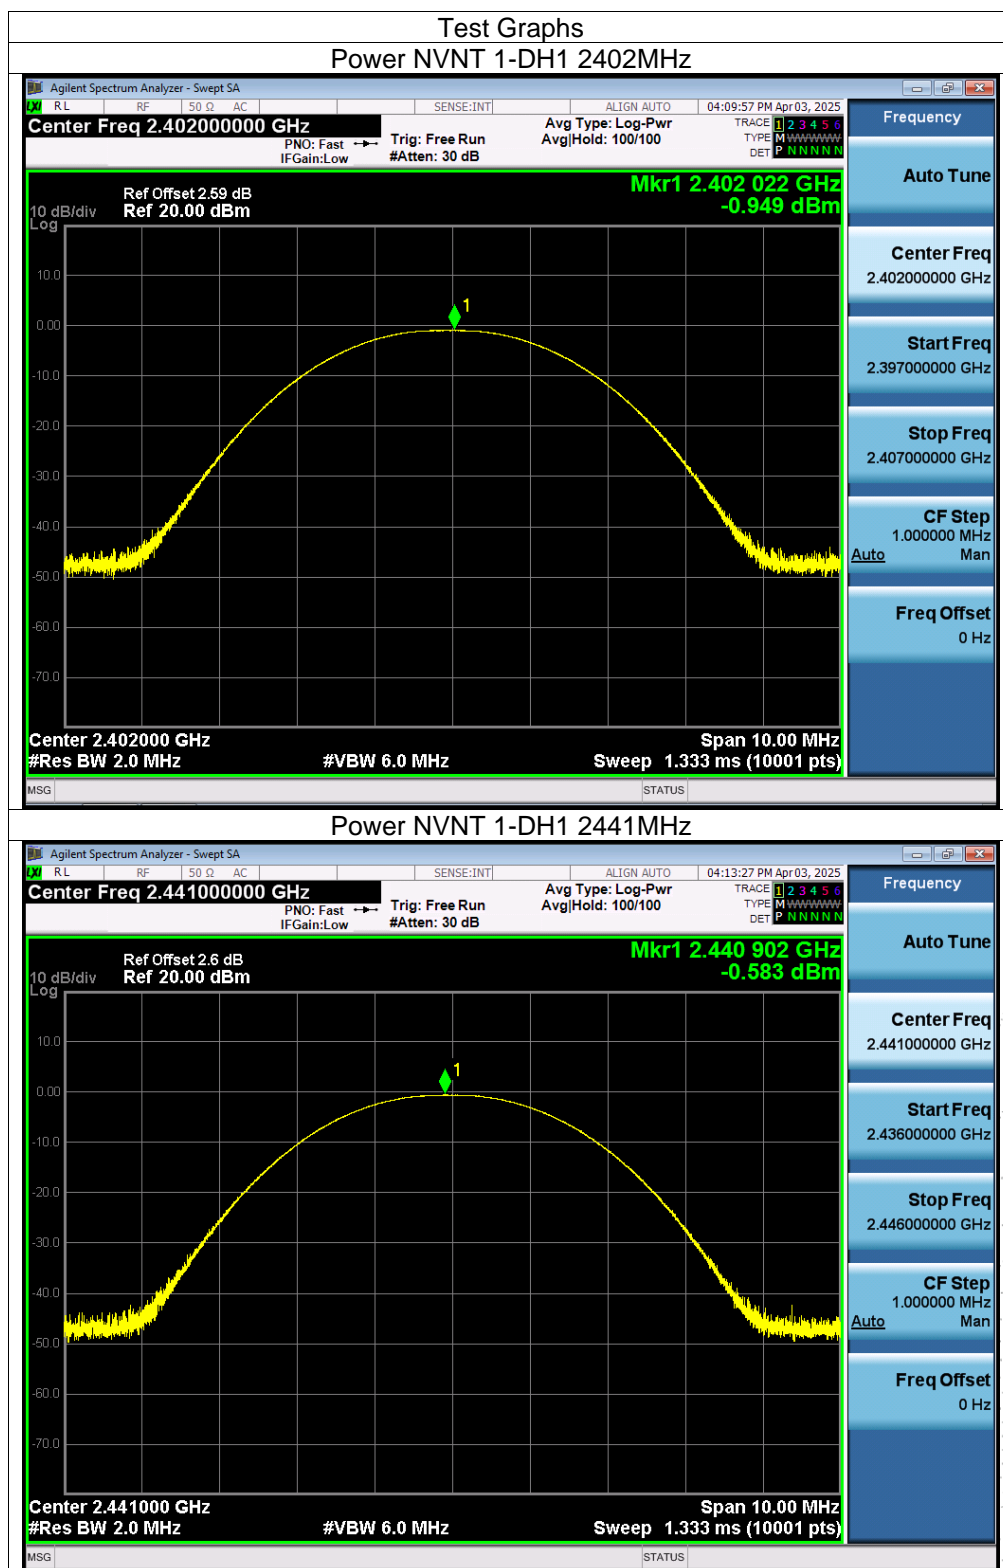 Test Graphs
Power NVNT 1-DH1 2402MHz
Agilent Spectrum Analyzer - Swept SA
LXI RL RF 50 Ω AC SENSE:INT ALIGN AUTO 04:09:57 PM Apr 03, 2025
Center Freq 2.402000000 GHz
PNO: Fast
IFGain:Low
Trig: Free Run
#Atten: 30 dB
Avg Type: Log-Pwr
Avg|Hold: 100/100
TRACE 1 2 3 4 5 6
TYPE M WWWWW
DET P N N N N N
Frequency
Mkr1 2.402 022 GHz
-0.949 dBm
Ref Offset 2.59 dB
10 dB/div Ref 20.00 dBm
Log
10.0
0.00
-10.0
-20.0
-30.0
-40.0
-50.0
-60.0
-70.0
1
Center 2.402000 GHz Span 10.00 MHz
#Res BW 2.0 MHz #VBW 6.0 MHz Sweep 1.333 ms (10001 pts)
MSG STATUS
Auto Tune
Center Freq
2.402000000 GHz
Start Freq
2.397000000 GHz
Stop Freq
2.407000000 GHz
CF Step
1.000000 MHz
Auto Man
Freq Offset
0 Hz
Power NVNT 1-DH1 2441MHz
Agilent Spectrum Analyzer - Swept SA
LXI RL RF 50 Ω AC SENSE:INT ALIGN AUTO 04:13:27 PM Apr 03, 2025
Center Freq 2.441000000 GHz
PNO: Fast
IFGain:Low
Trig: Free Run
#Atten: 30 dB
Avg Type: Log-Pwr
Avg|Hold: 100/100
TRACE 1 2 3 4 5 6
TYPE M WWWWW
DET P N N N N N
Frequency
Mkr1 2.440 902 GHz
-0.583 dBm
Ref Offset 2.6 dB
10 dB/div Ref 20.00 dBm
Log
10.0
0.00
-10.0
-20.0
-30.0
-40.0
-50.0
-60.0
-70.0
1
Center 2.441000 GHz Span 10.00 MHz
#Res BW 2.0 MHz #VBW 6.0 MHz Sweep 1.333 ms (10001 pts)
MSG STATUS
Auto Tune
Center Freq
2.441000000 GHz
Start Freq
2.436000000 GHz
Stop Freq
2.446000000 GHz
CF Step
1.000000 MHz
Auto Man
Freq Offset
0 Hz